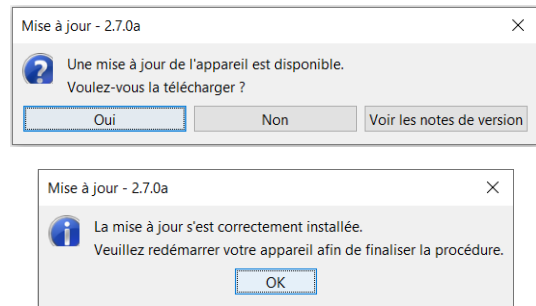 Mise à jour - 2.7.0a
Une mise à jour de l'appareil est disponible.
Voulez-vous la télécharger ?
Oui Non Voir les notes de version
Mise à jour - 2.7.0a
La mise à jour s'est correctement installée.
Veuillez redémarrer votre appareil afin de finaliser la procédure.
OK